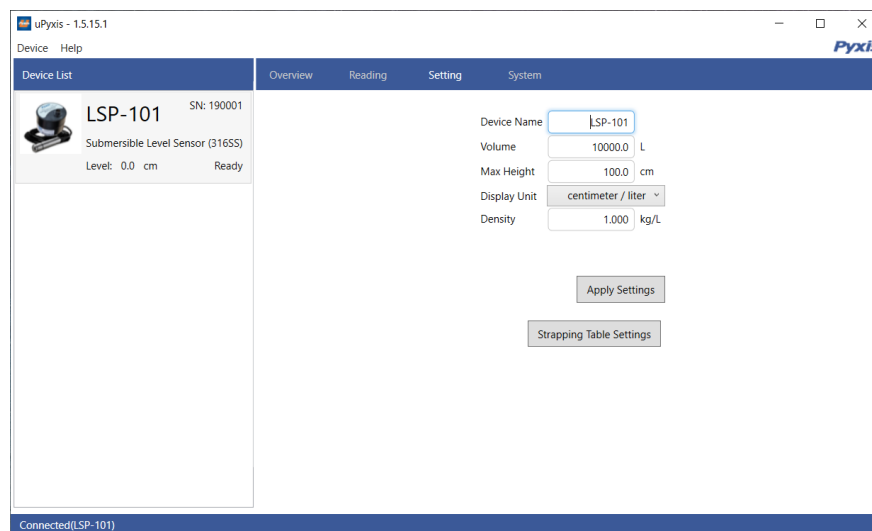 uPyxis - 1.5.15.1
Device Help
Device List
Overview Reading Setting System
LSP-101
SN: 190001
Submersible Level Sensor (316SS)
Level: 0.0 cm Ready
Device Name LSP-101
Volume 10000.0 L
Max Height 100.0 cm
Display Unit centimeter / liter
Density 1.000 kg/L
Apply Settings
Strapping Table Settings
Connected(LSP-101)